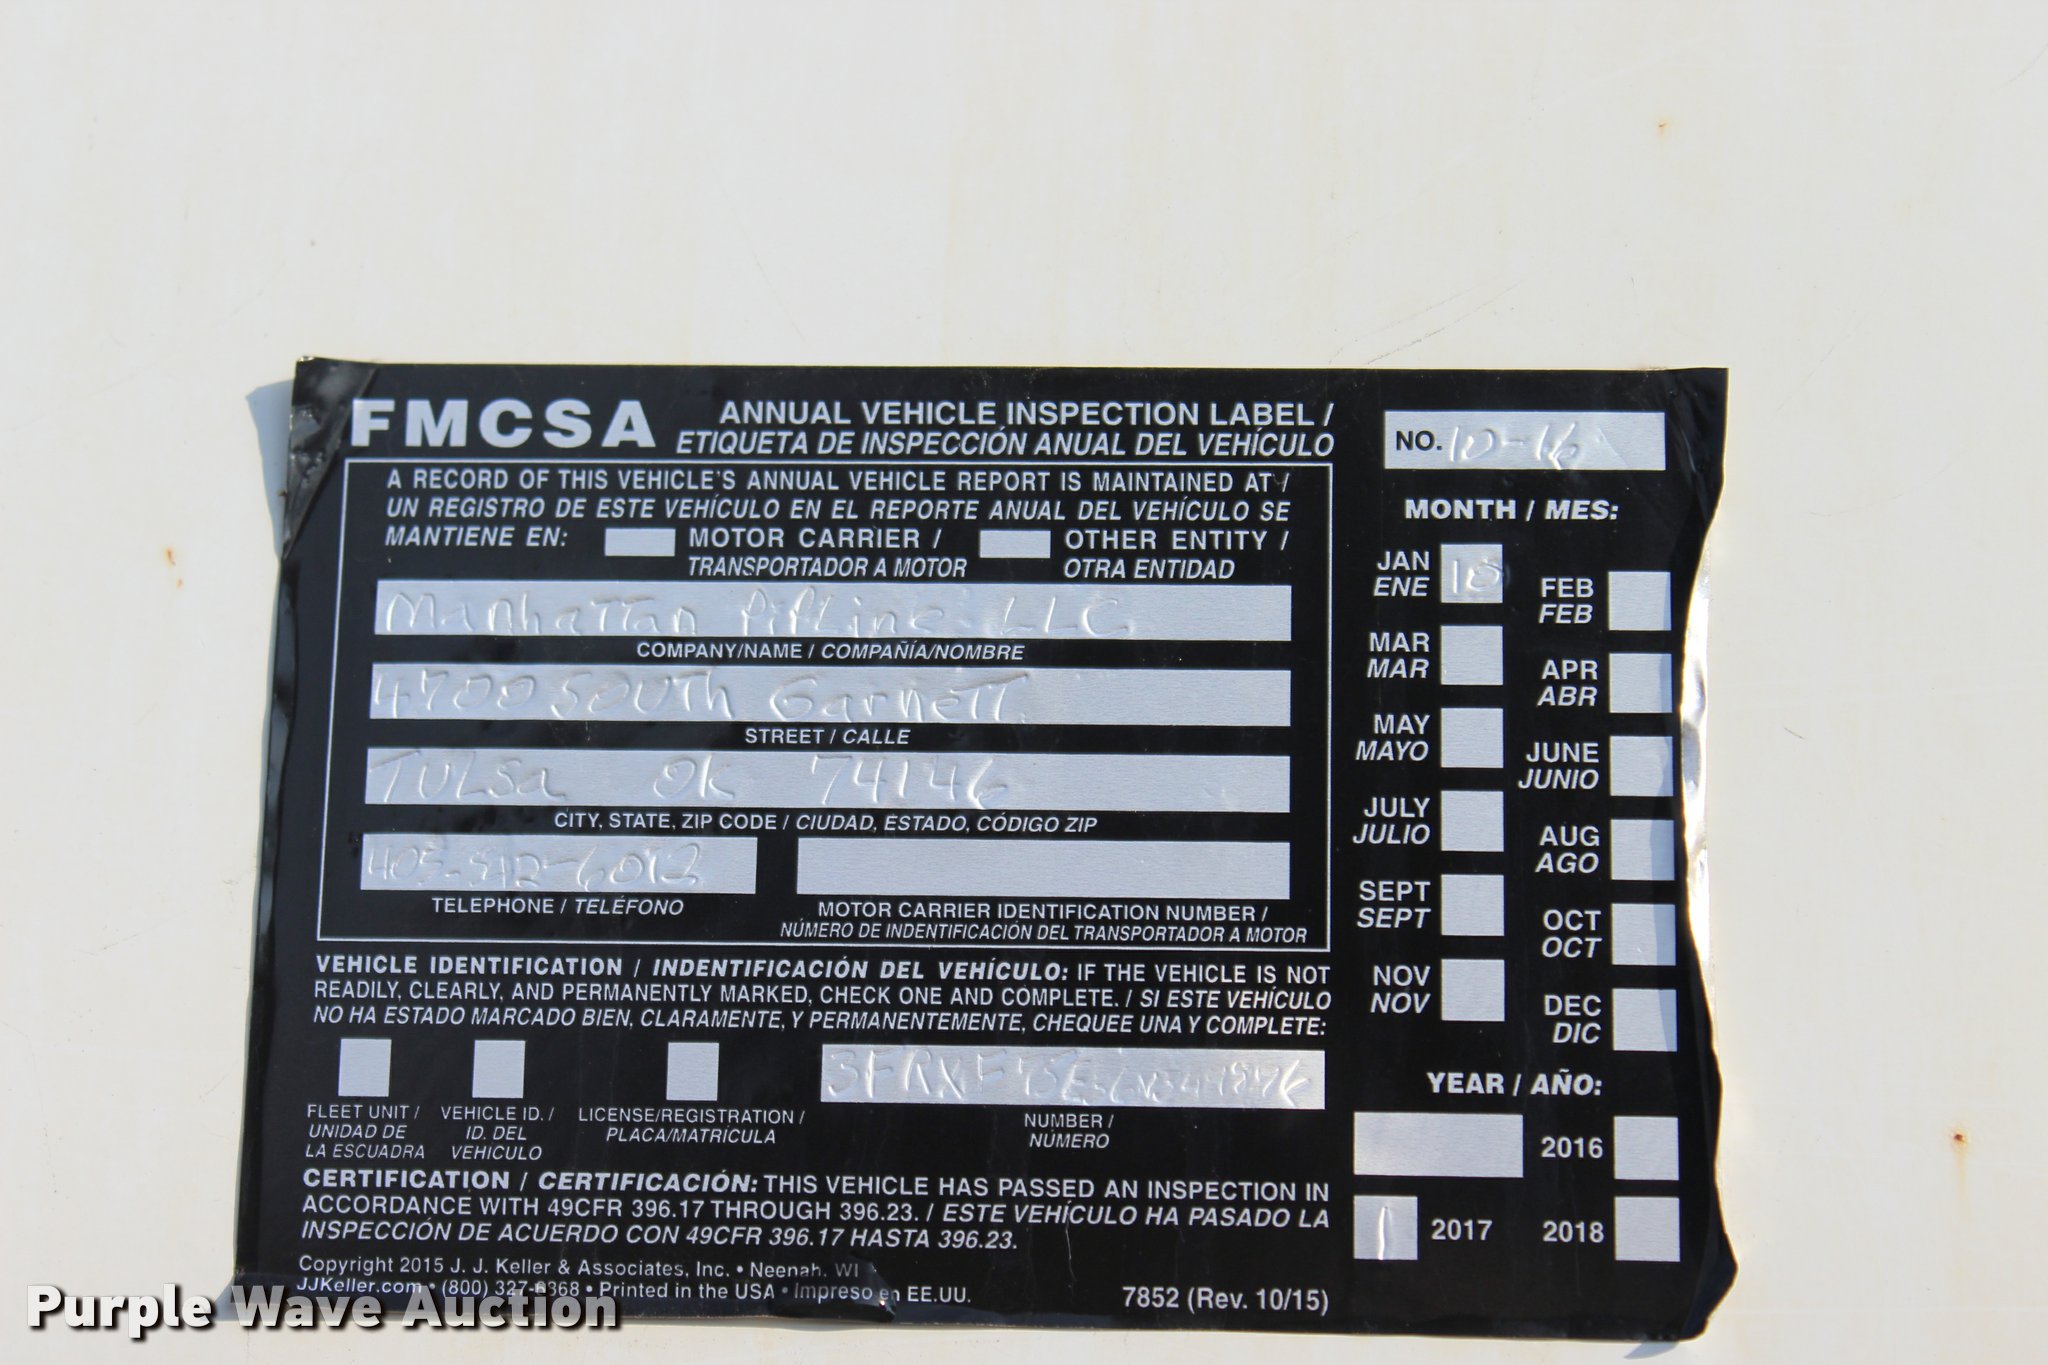 FMCSA
ANNUAL VEHICLE INSPECTION LABEL /
ETIQUETA DE INSPECCIÓN ANUAL DEL VEHÍCULO
A RECORD OF THIS VEHICLE'S ANNUAL VEHICLE REPORT IS MAINTAINED AT /
UN REGISTRO DE ESTE VEHÍCULO EN EL REPORTE ANUAL DEL VEHÍCULO SE
MANTIENE EN:
MOTOR CARRIER /
TRANSPORTADOR A MOTOR
OTHER ENTITY /
OTRA ENTIDAD
Manhattan PipLine LLC
COMPANY/NAME / COMPAÑÍA/NOMBRE
4700 SOUTh GarneTT
STREET / CALLE
TULSa OK 74146
CITY, STATE, ZIP CODE / CIUDAD, ESTADO, CÓDIGO ZIP
TELEPHONE / TELÉFONO
MOTOR CARRIER IDENTIFICATION NUMBER /
NÚMERO DE INDENTIFICACIÓN DEL TRANSPORTADOR A MOTOR
VEHICLE IDENTIFICATION / INDENTIFICACIÓN DEL VEHÍCULO: IF THE VEHICLE IS NOT
READILY, CLEARLY, AND PERMANENTLY MARKED, CHECK ONE AND COMPLETE. / SI ESTE VEHÍCULO
NO HA ESTADO MARCADO BIEN, CLARAMENTE, Y PERMANENTEMENTE, CHEQUEE UNA Y COMPLETE:
FLEET UNIT /
UNIDAD DE
LA ESCUADRA
VEHICLE ID. /
ID. DEL
VEHICULO
LICENSE/REGISTRATION /
PLACA/MATRÍCULA
NUMBER /
NÚMERO
CERTIFICATION / CERTIFICACIÓN: THIS VEHICLE HAS PASSED AN INSPECTION IN
ACCORDANCE WITH 49CFR 396.17 THROUGH 396.23. / ESTE VEHÍCULO HA PASADO LA
INSPECCIÓN DE ACUERDO CON 49CFR 396.17 HASTA 396.23.
Copyright 2015 J. J. Keller & Associates, Inc. • Neenah, WI
JJKeller.com • (800) 327-6868 • Printed in the USA • Impreso en EE.UU.
7852 (Rev. 10/15)
NO. 10-16
MONTH / MES:
JAN
ENE
10
FEB
FEB
MAR
MAR
APR
ABR
MAY
MAYO
JUNE
JUNIO
JULY
JULIO
AUG
AGO
SEPT
SEPT
OCT
OCT
NOV
NOV
DEC
DIC
YEAR / AÑO:
2016
1 2017
2018
Purple Wave Auction